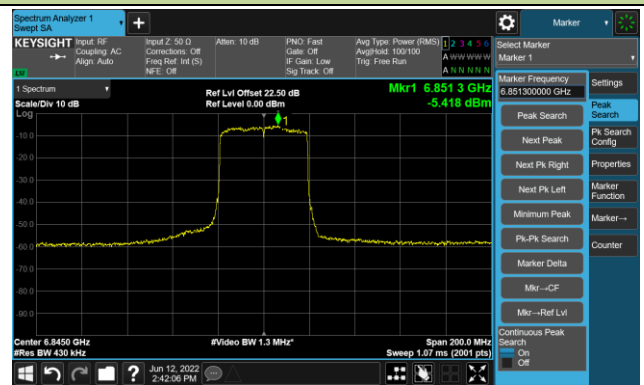 Spectrum Analyzer 1
Swept SA
+
Marker
KEYSIGHT
Input: RF
Coupling: AC
Align: Auto
Input Z: 50 Ω
Corrections: Off
Freq Ref: Int (S)
NFE: Off
Atten: 10 dB
PNO: Fast
Gate: Off
IF Gain: Low
Sig Track: Off
Avg Type: Power (RMS)
Avg|Hold: 100/100
Trig: Free Run
1 2 3 4 5 6
A W W W W W
A N N N N N
LXI
Select Marker
Marker 1
1 Spectrum
Scale/Div 10 dB
Log
Ref Lvl Offset 22.50 dB
Ref Level 0.00 dBm
Mkr1 6.851 3 GHz
-5.418 dBm
1
-10.0
-20.0
-30.0
-40.0
-50.0
-60.0
-70.0
-80.0
-90.0
Center 6.8450 GHz
#Res BW 430 kHz
#Video BW 1.3 MHz*
Span 200.0 MHz
Sweep 1.07 ms (2001 pts)
Marker Frequency
6.851300000 GHz
Peak Search
Next Peak
Next Pk Right
Next Pk Left
Minimum Peak
Pk-Pk Search
Marker Delta
Mkr→CF
Mkr→Ref Lvl
Continuous Peak
Search
On
Off
Settings
Peak
Search
Pk Search
Config
Properties
Marker
Function
Marker→
Counter
?
Jun 12, 2022
2:42:06 PM